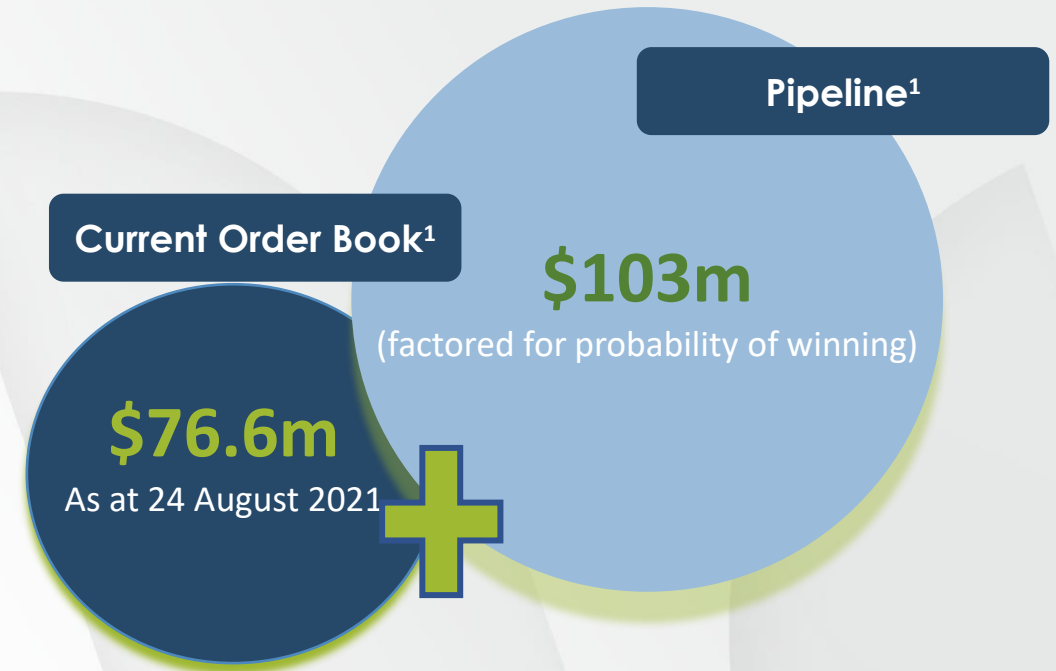 Pipeline¹
Current Order Book¹
$103m
(factored for probability of winning)
$76.6m
As at 24 August 2021